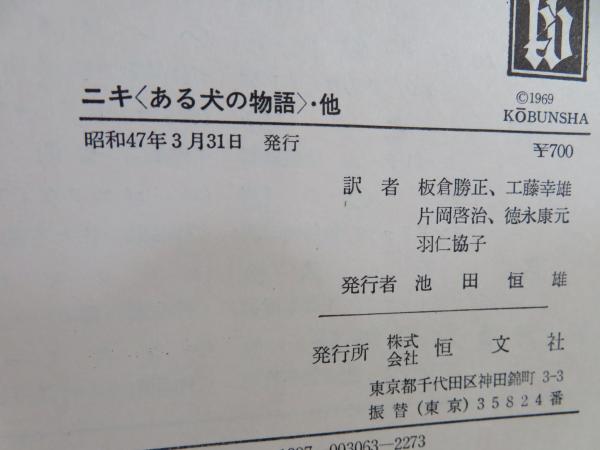 ©1969
KŌBUNSHA
ニキ〈ある犬の物語〉・他
昭和47年3月31日 発行 ¥700
訳者 板倉勝正、工藤幸雄
片岡啓治、徳永康元
羽仁協子
発行者 池田恒雄
発行所 株式会社 恒文社
東京都千代田区神田錦町 3-3
振替(東京)35824番
003063—2273